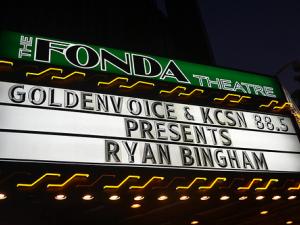 THE FONDA THEATRE
GOLDENVOICE & KCSN 88.5
PRESENTS
RYAN BINGHAM